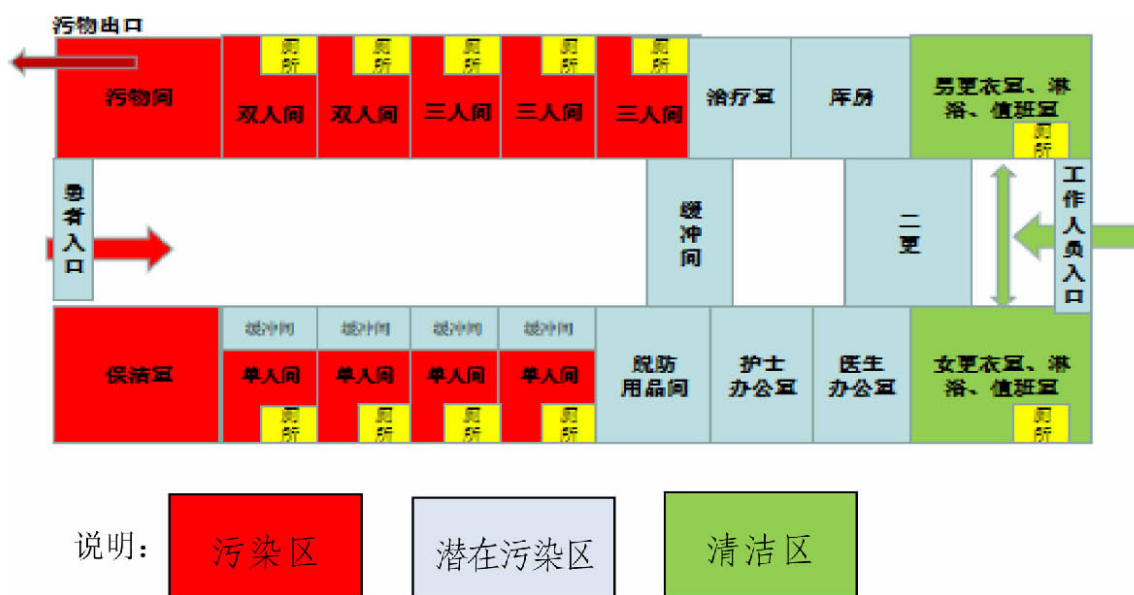 污物出口
厕
所
厕
所
厕
所
厕
所
厕
所
污物间
双人间
双人间
三人间
三人间
三人间
治疗室
库房
男更衣室、淋
浴、值班室
厕
所
患
者
入
口
缓
冲
间
二
更
工
作
人
员
入
口
保洁室
缓冲间
缓冲间
缓冲间
缓冲间
单人间
单人间
单人间
单人间
厕
所
厕
所
厕
所
厕
所
脱防
用品间
护士
办公室
医生
办公室
女更衣室、淋
浴、值班室
厕
所
说明：
污染区
潜在污染区
清洁区